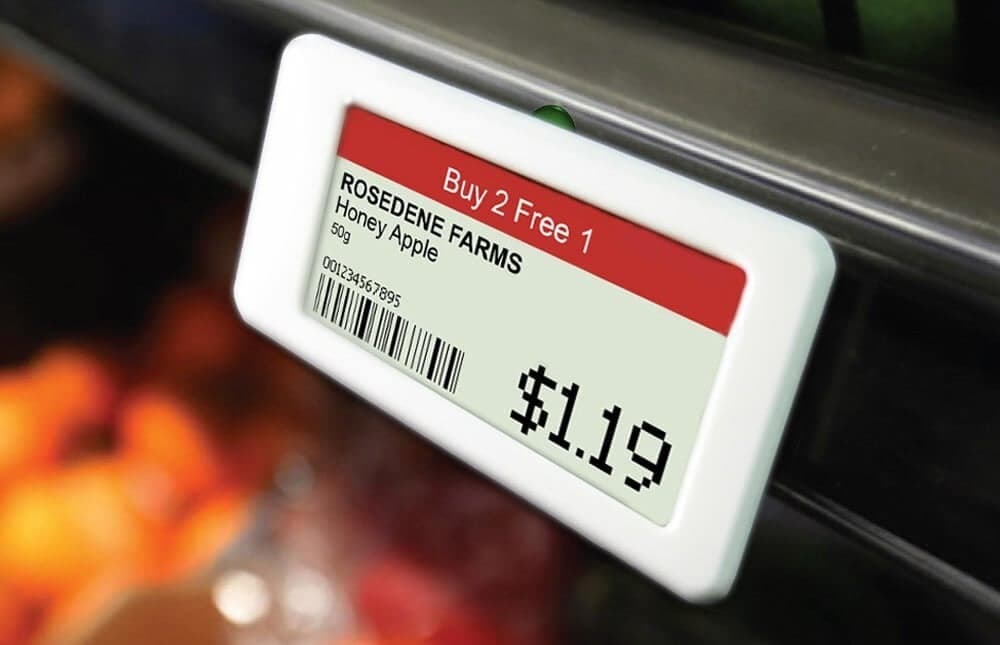 Buy 2 Free 1
ROSEDENE FARMS
Honey Apple
50g
001234567895
$1.19